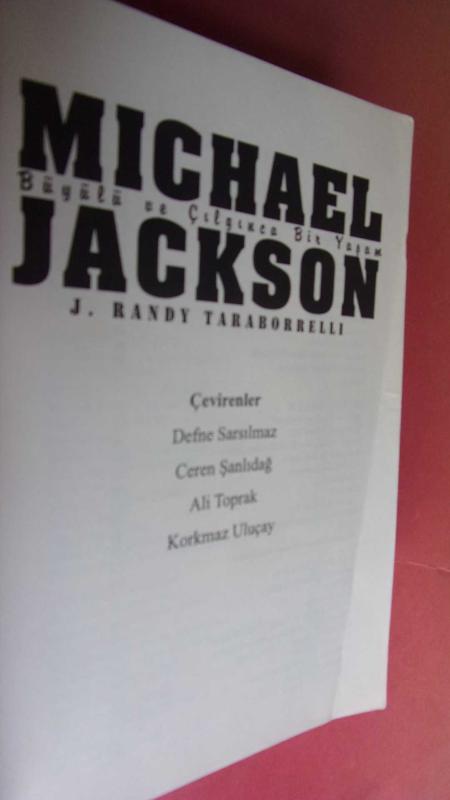 MICHAEL
Büyülü ve Çılgınca Bir Yaşam
JACKSON
J. RANDY TARABORRELLI
Çevirenler
Defne Sarsılmaz
Ceren Şanlıdağ
Ali Toprak
Korkmaz Uluçay